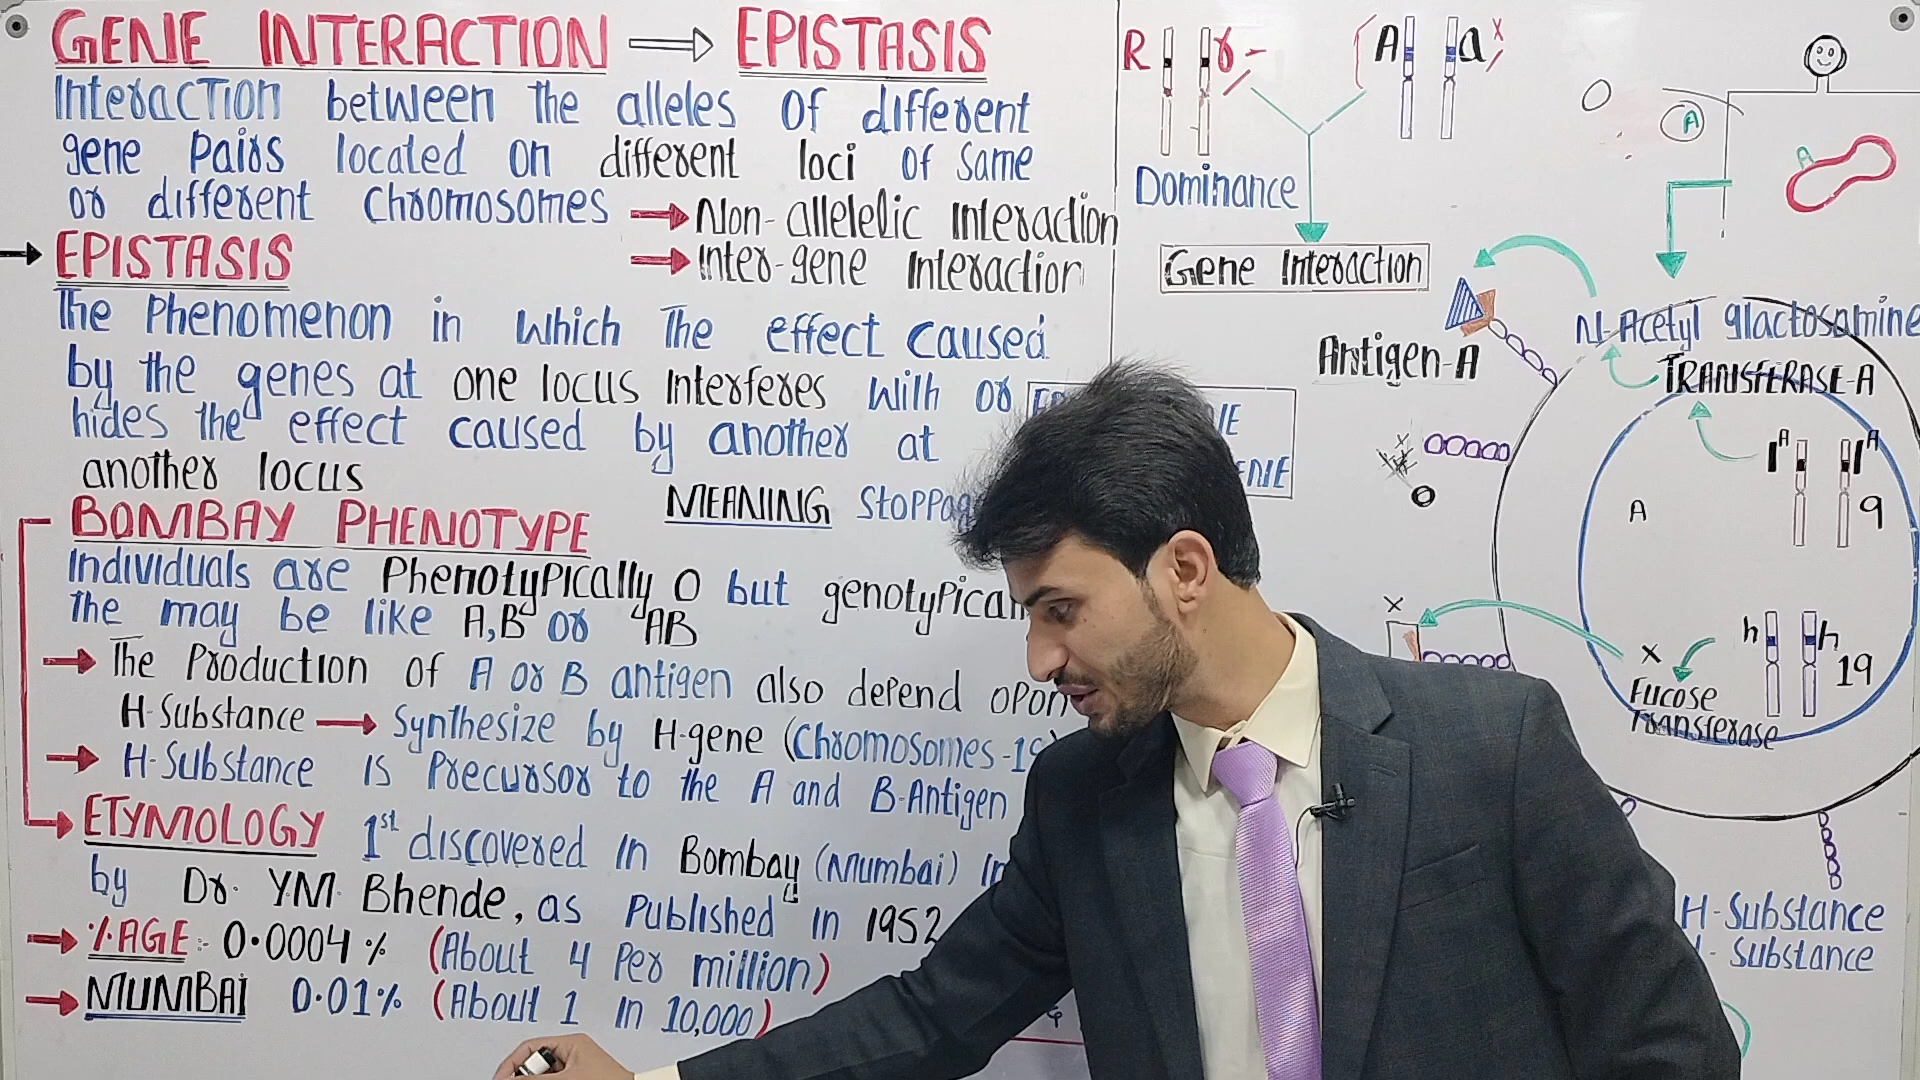 GENE INTERACTION → EPISTASIS
Interaction between the alleles of different
gene pairs located on different loci of same
or different chromosomes → Non-allelelic interaction
→ Inter-gene interaction
→ EPISTASIS
The phenomenon in which the effect caused
by the genes at one locus interferes with or
hides the effect caused by another at
another locus
MEANING
BOMBAY PHENOTYPE
Individuals are phenotypically O but
the may be like A,B or AB
→ The production of A or B antigen also depend opon
H-Substance → Synthesize by H-gene (Chromosomes-19)
→ H-Substance is precursor to the A and B-Antigen
→ ETYMOLOGY 1st discovered in Bombay (Mumbai) in
by Dr. Y.M. Bhende, as published in 1952
→ %AGE:- 0.0004% (About 4 per million)
→ MUMBAI 0.01% (About 1 in 10,000)
R r
A a x
Dominance
Gene Interaction
A
A
N-Acetyl glactosamine
TRANSFERASE-A
Antigen-A
x
O
Iᴬ Iᴬ
9
A
x
h h
19
x
Fucose
Transferase
H-Substance
Substance